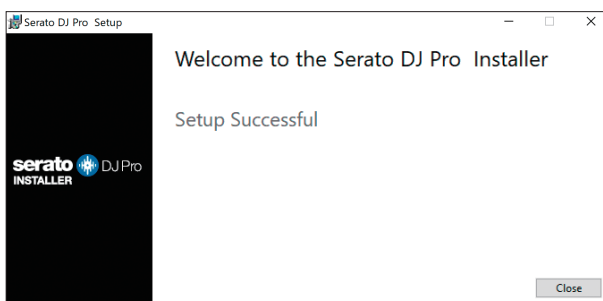 Serato DJ Pro Setup
Welcome to the Serato DJ Pro Installer
Setup Successful
serato DJ Pro
INSTALLER
Close